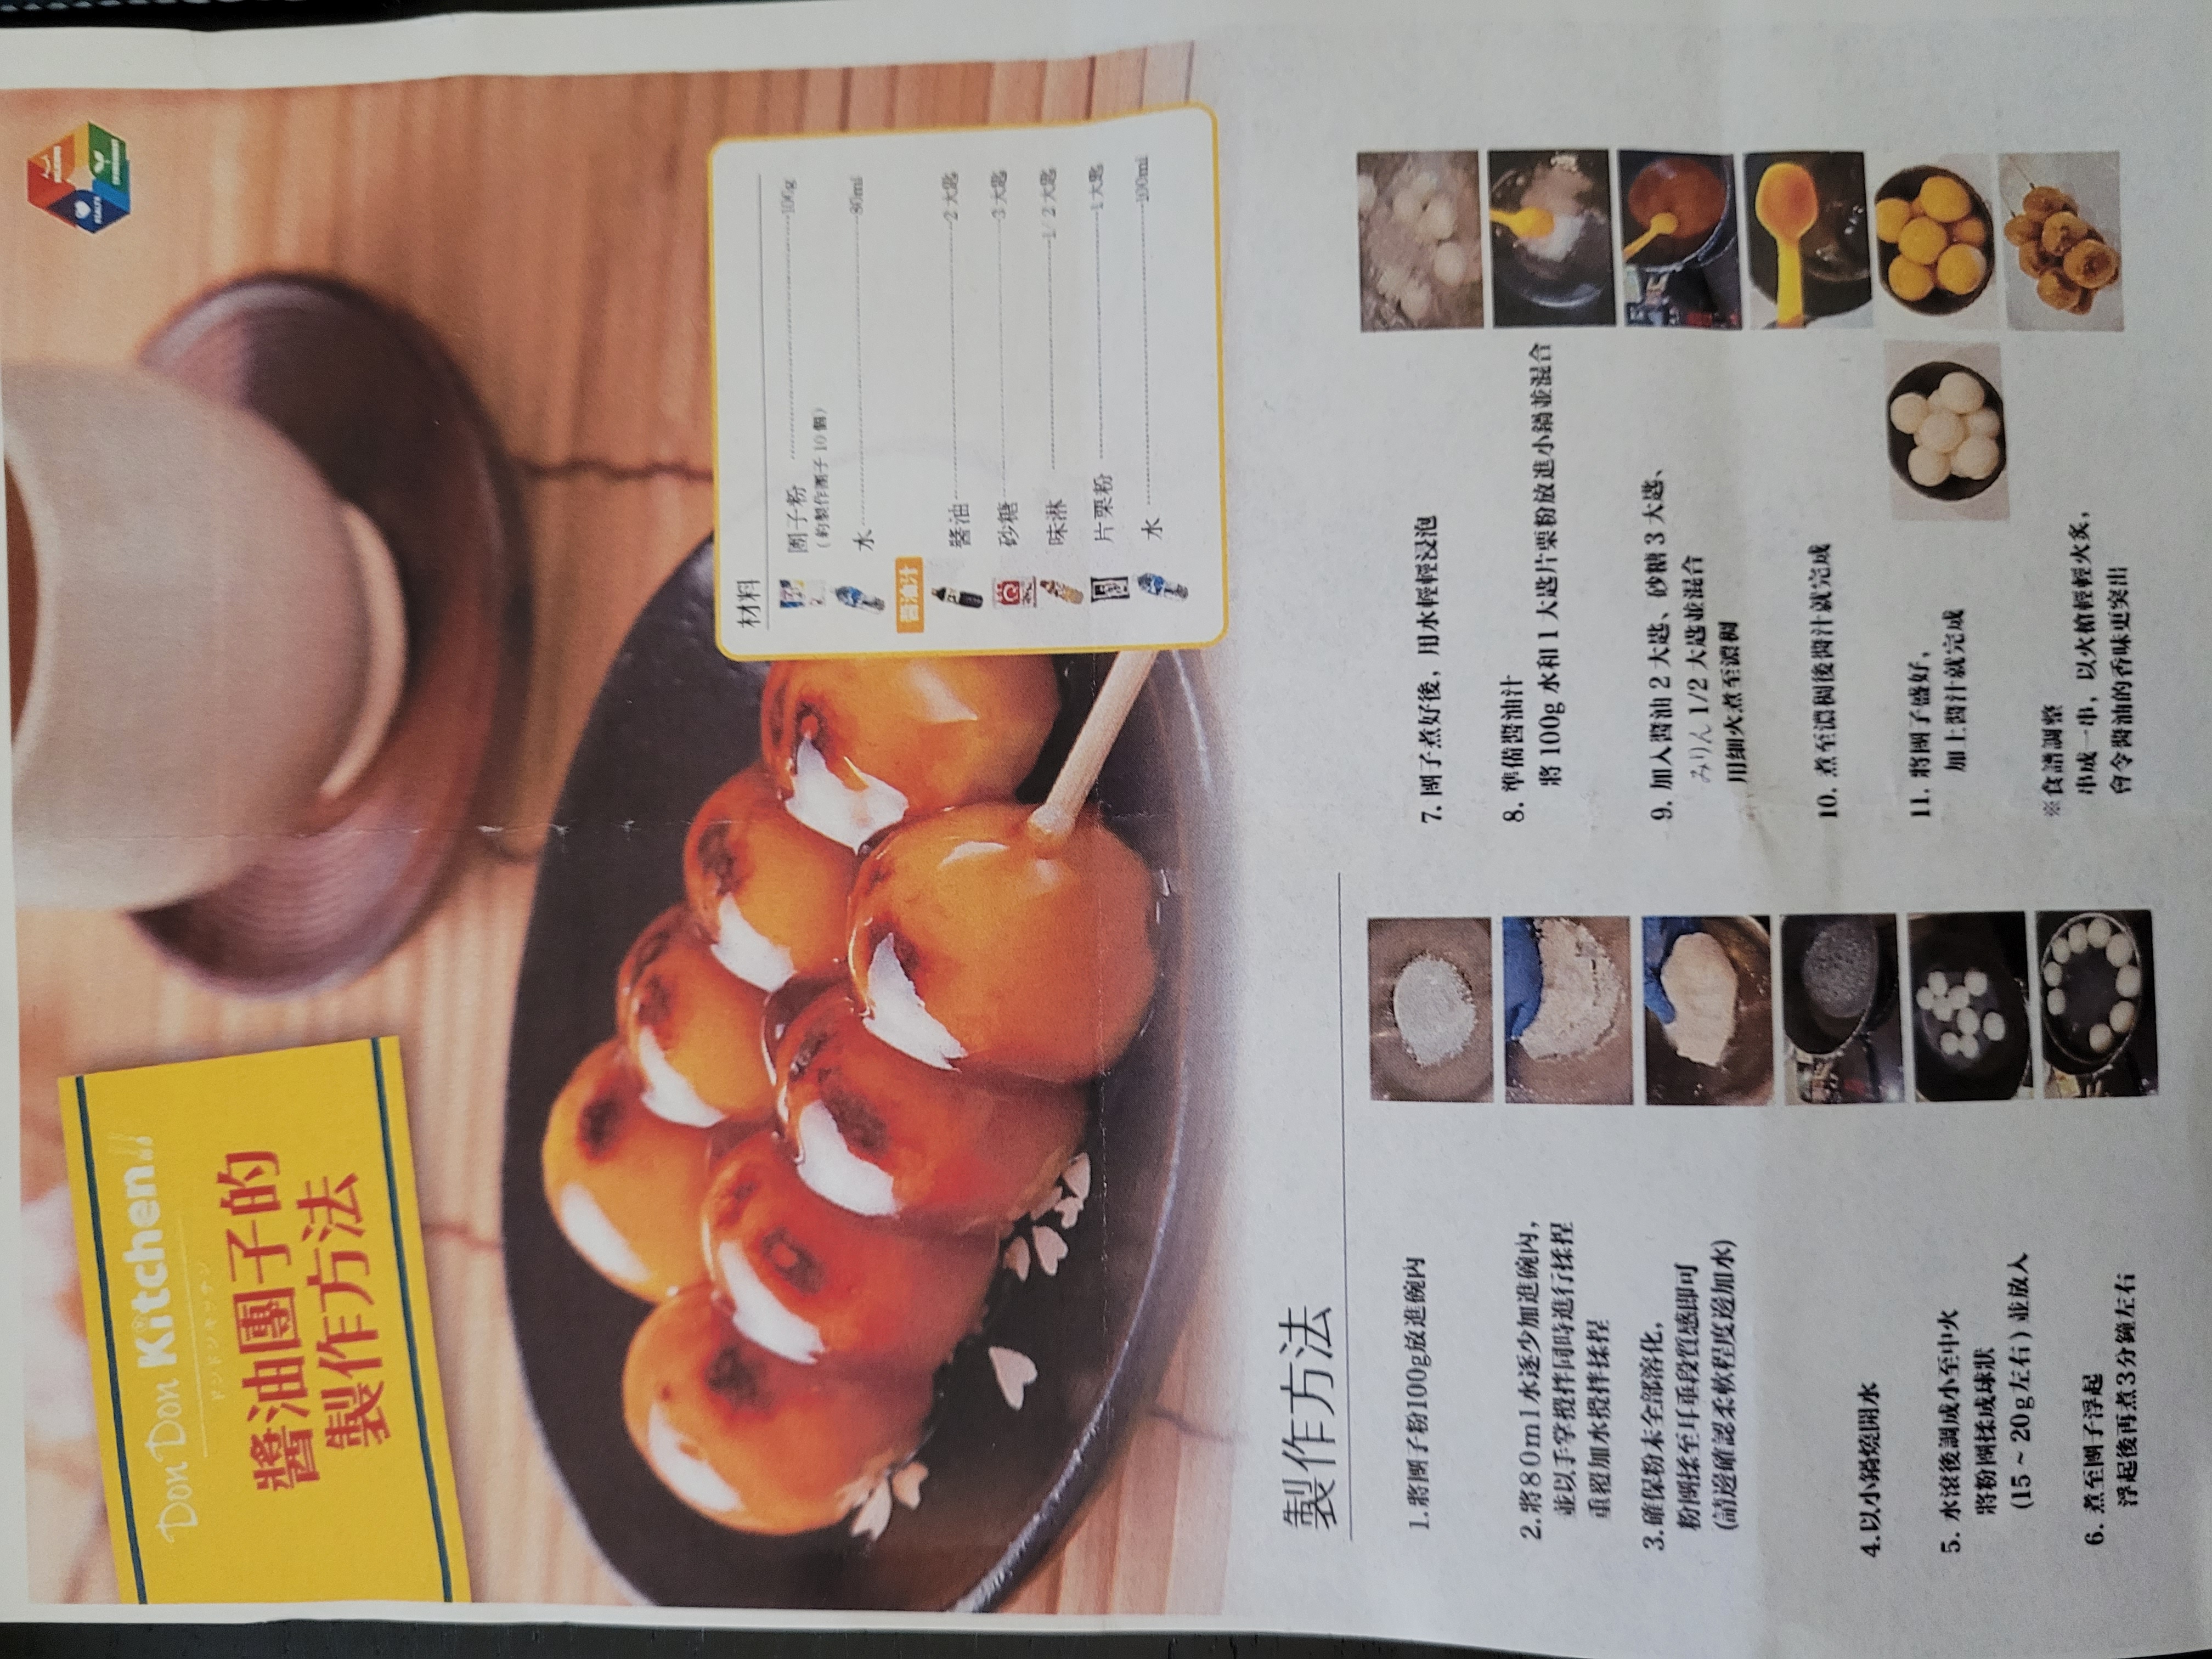 Don Don Kitchen!!
ドンドンキッチン
醬油團子的
製作方法
DELICIOUS
HEALTH
ENVIRONMENT
材料
團子粉 100g
(約製作團子 10 個)
水 80ml
醬油汁
醬油 2 大匙
砂糖 3 大匙
味淋 1/2 大匙
片栗粉 1 大匙
水 100ml
製作方法
1.將團子粉100g放進碗內
2.將80ml水逐少加進碗內，
並以手掌攪拌同時進行揉捏
重覆加水攪拌揉捏
3.確保粉末全部溶化，
粉團揉至耳垂段質感即可
(請邊確認柔軟程度邊加水)
4.以小鍋燒開水
5. 水滾後調成小至中火
將粉團揉成球狀
(15 ~ 20g左右) 並放入
6. 煮至團子浮起
浮起後再煮3分鐘左右
7. 團子煮好後，用水輕輕浸泡
8. 準備醬油汁
將 100g 水和 1 大匙片栗粉放進小鍋並混合
9. 加入醬油 2 大匙、砂糖 3 大匙、
みりん 1/2 大匙並混合
用細火煮至濃稠
10. 煮至濃稠後醬汁就完成
11. 將團子盛好，
加上醬汁就完成
※食譜調整
串成一串，以火槍輕輕火炙，
會令醬油的香味更突出